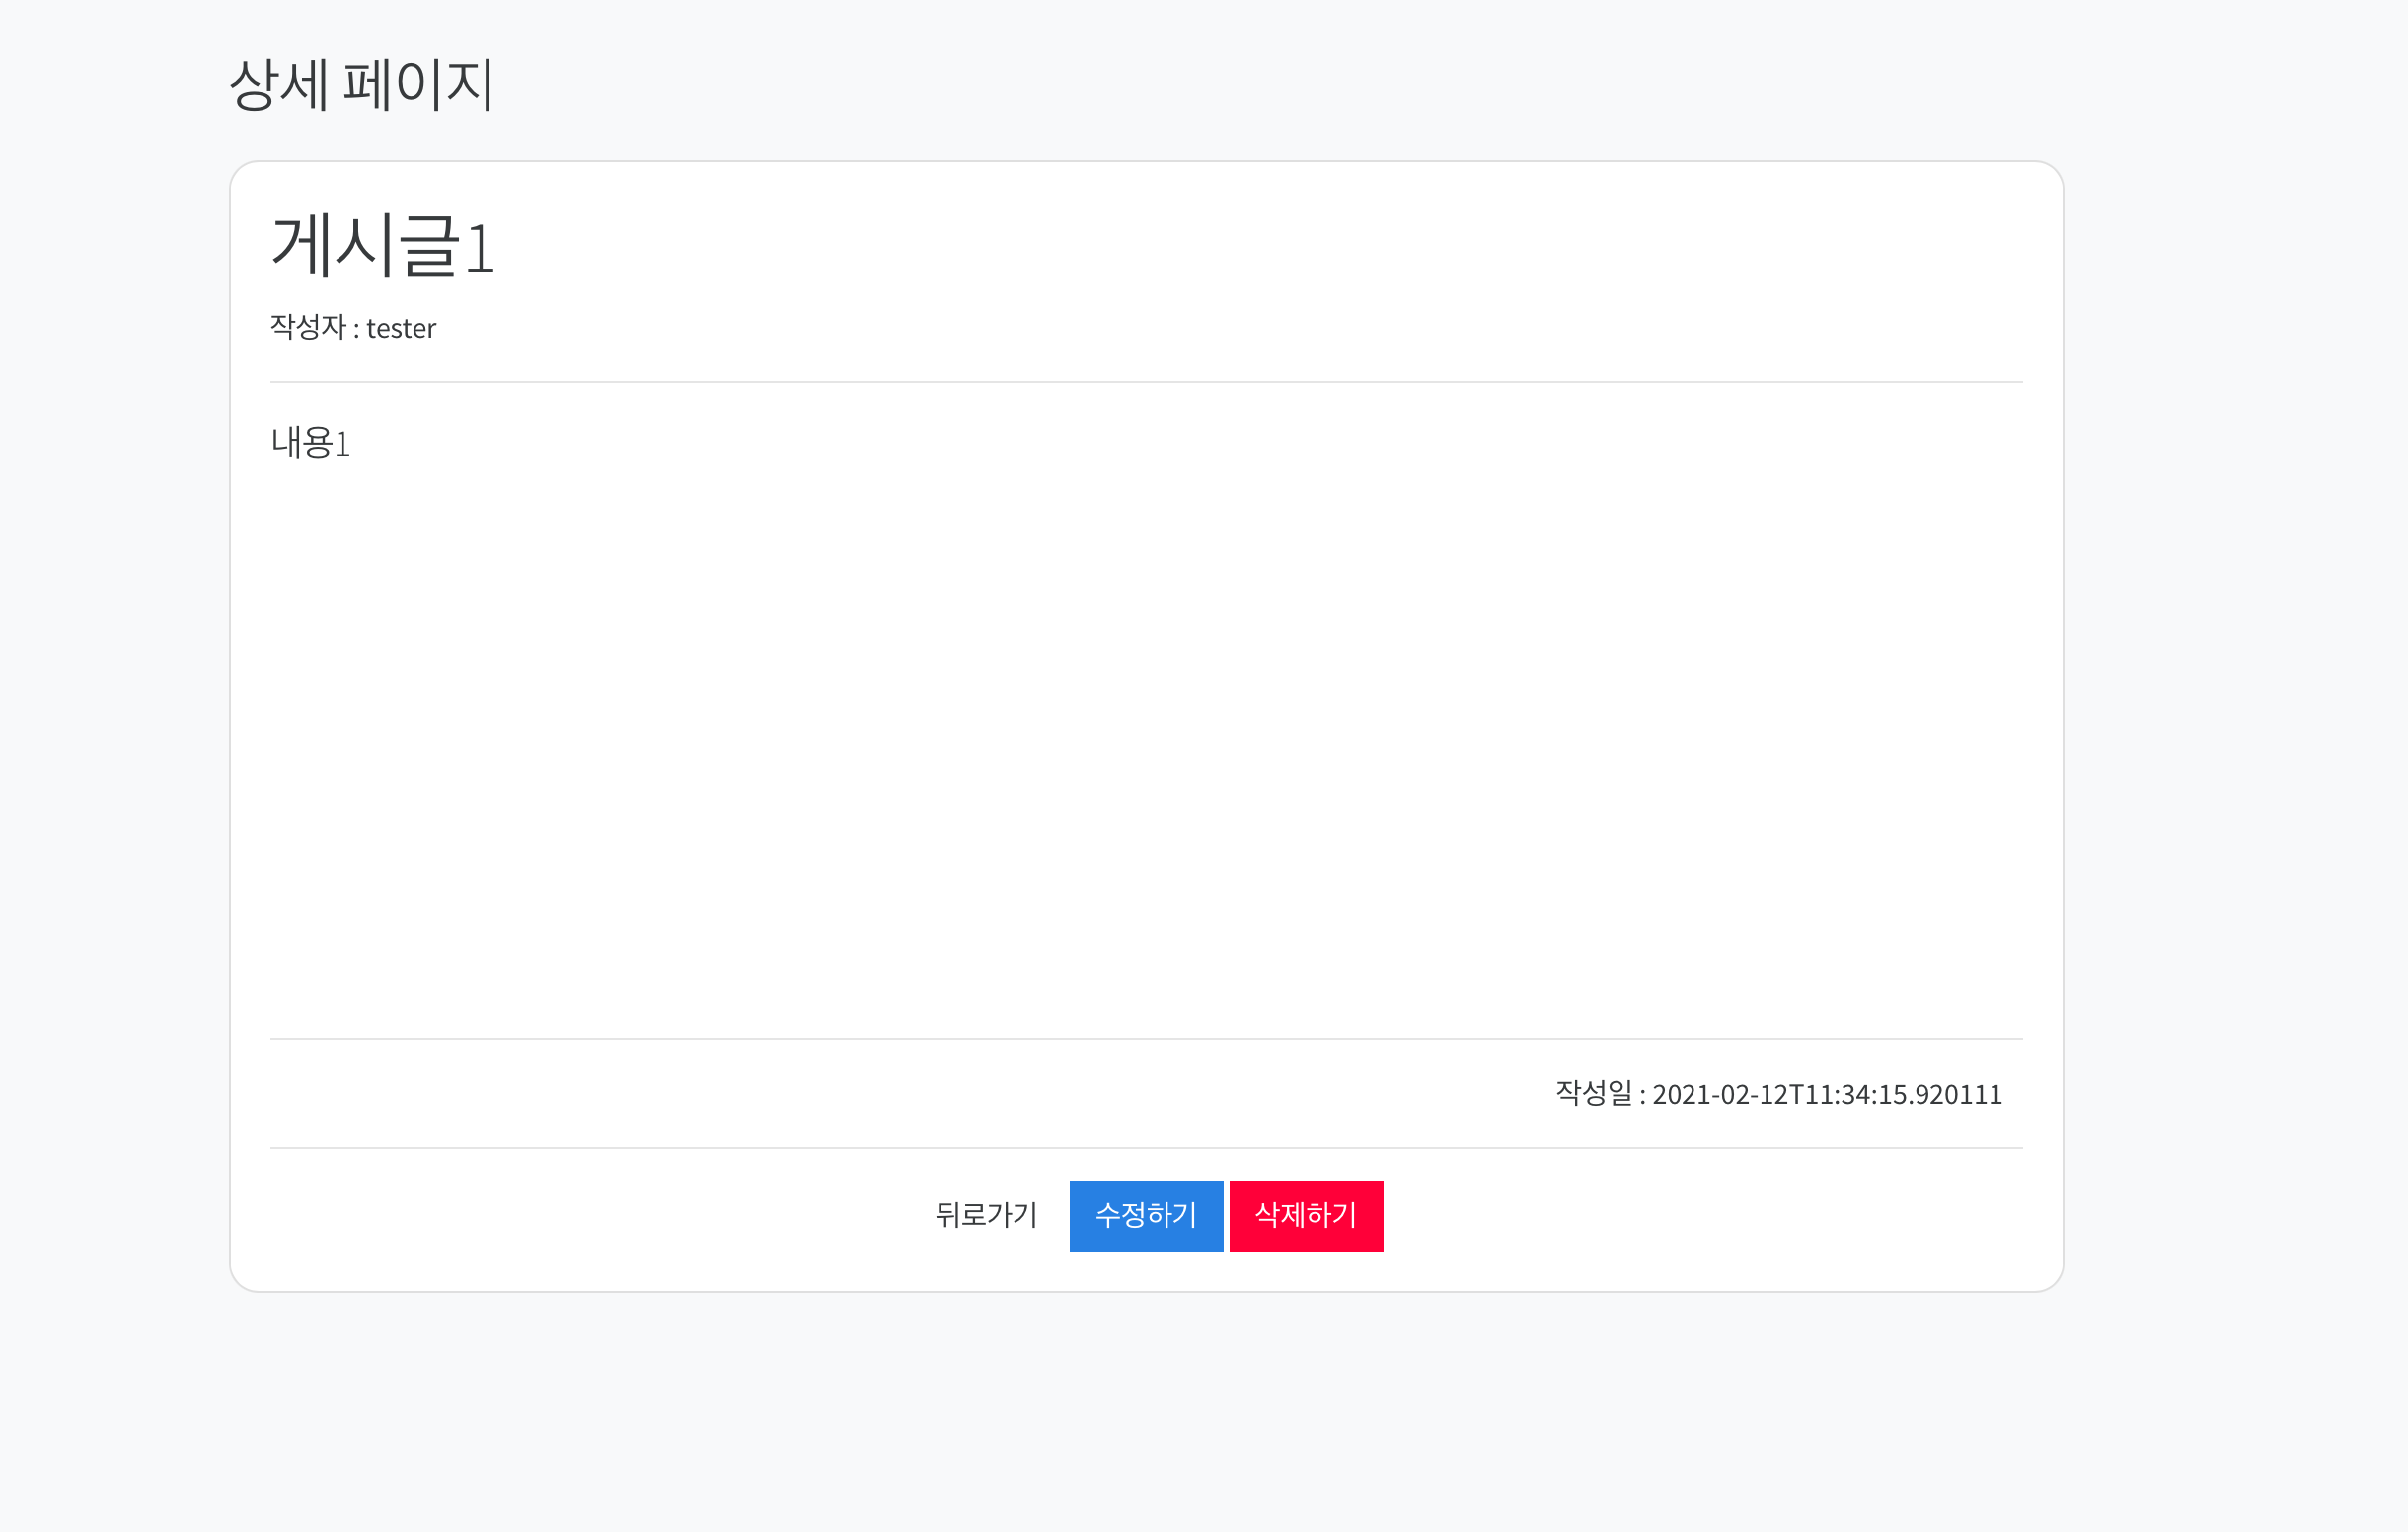 상세 페이지
게시글1
작성자 : tester
내용1
작성일 : 2021-02-12T11:34:15.920111
뒤로가기 수정하기 삭제하기